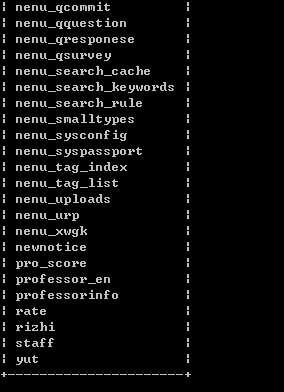 ¦ nenu_qcommit ¦
¦ nenu_qquestion ¦
¦ nenu_qresponese ¦
¦ nenu_qsurvey ¦
¦ nenu_search_cache ¦
¦ nenu_search_keywords ¦
¦ nenu_search_rule ¦
¦ nenu_smalltypes ¦
¦ nenu_sysconfig ¦
¦ nenu_syspassport ¦
¦ nenu_tag_index ¦
¦ nenu_tag_list ¦
¦ nenu_uploads ¦
¦ nenu_urp ¦
¦ nenu_xwgk ¦
¦ newnotice ¦
¦ pro_score ¦
¦ professor_en ¦
¦ professorinfo ¦
¦ rate ¦
¦ rizhi ¦
¦ staff ¦
¦ yut ¦
+----------------------+